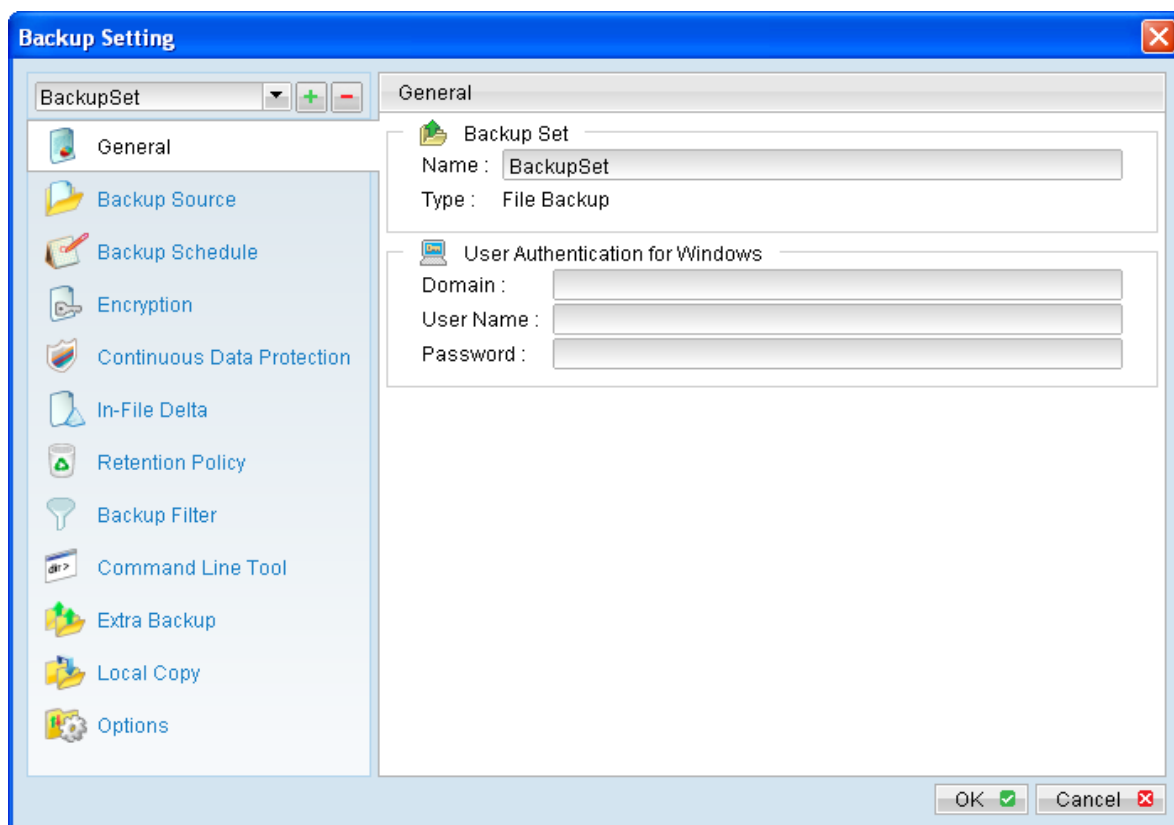 Backup Setting
BackupSet
General
Backup Source
Backup Schedule
Encryption
Continuous Data Protection
In-File Delta
Retention Policy
Backup Filter
dir>
Command Line Tool
Extra Backup
Local Copy
Options
General
Backup Set
Name : BackupSet
Type : File Backup
User Authentication for Windows
Domain :
User Name :
Password :
OK
Cancel